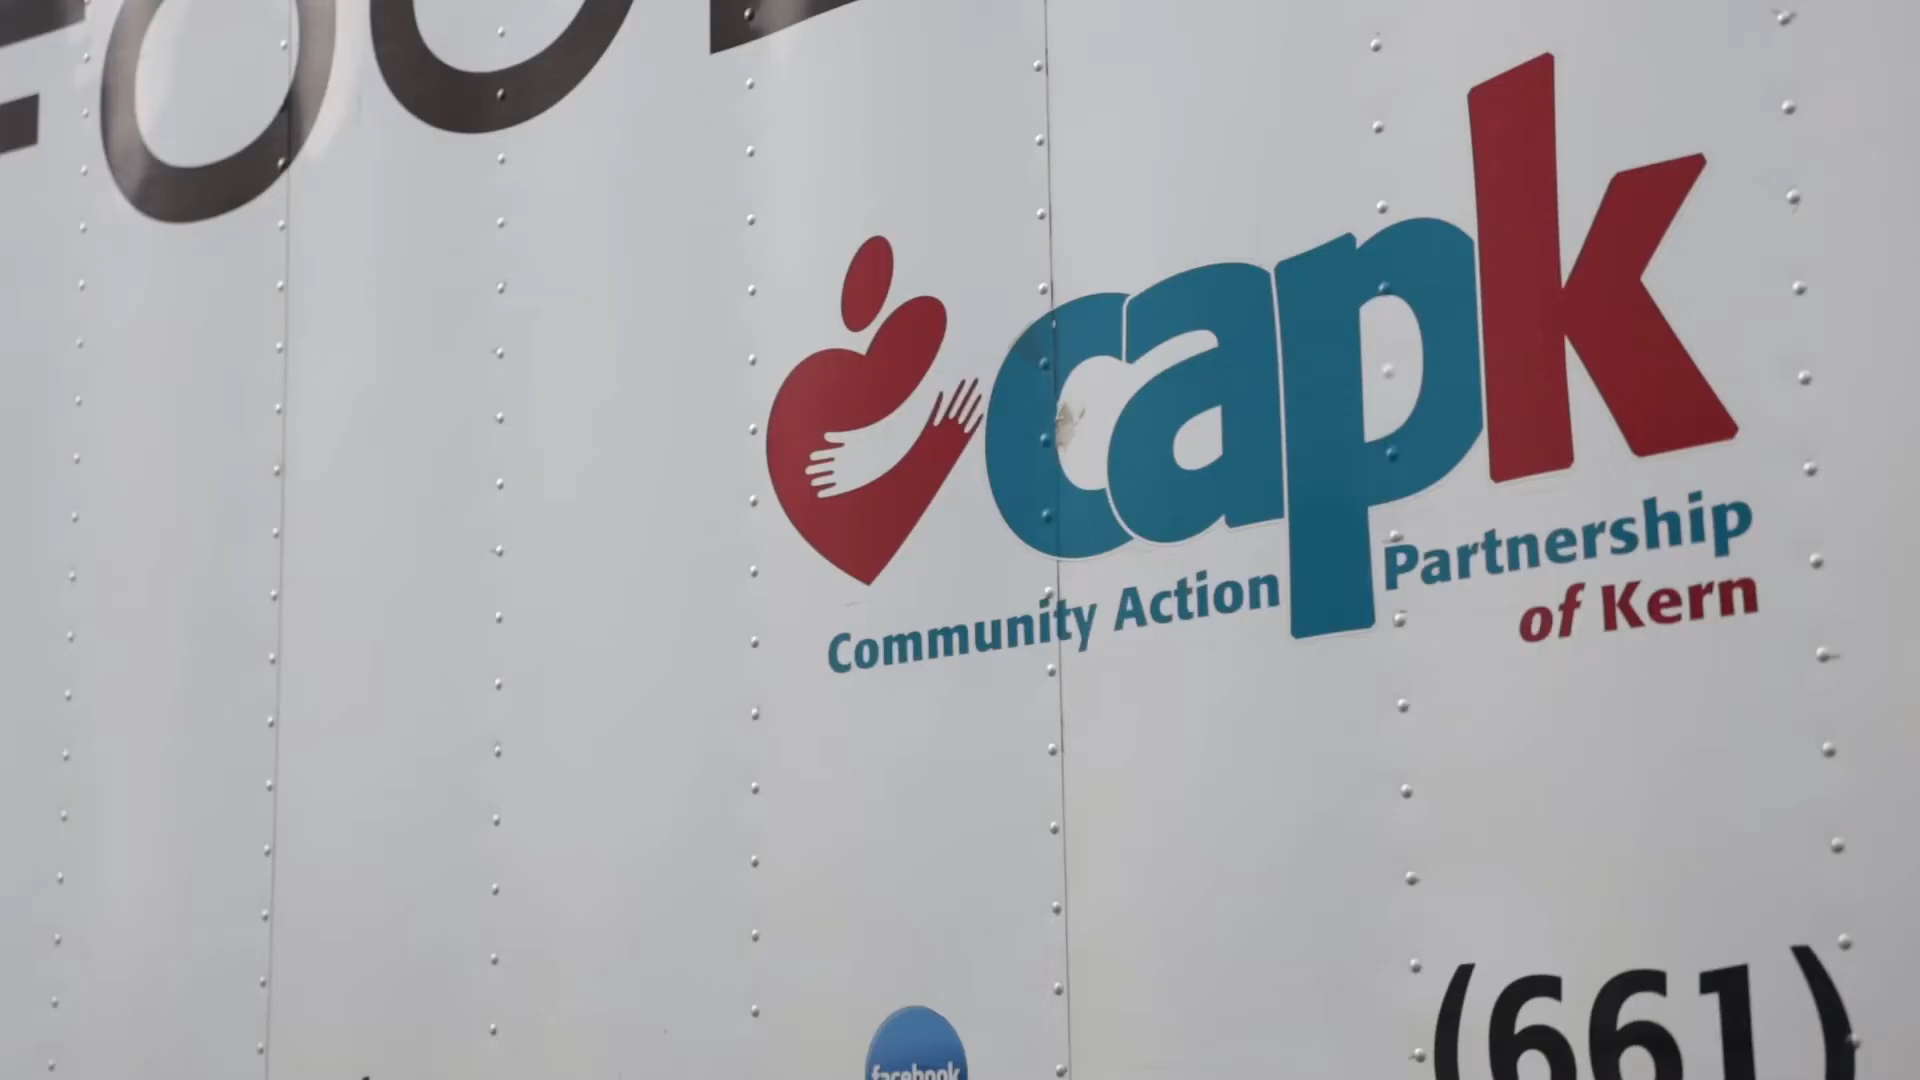 capk
Community Action Partnership
of Kern
facebook
(661)